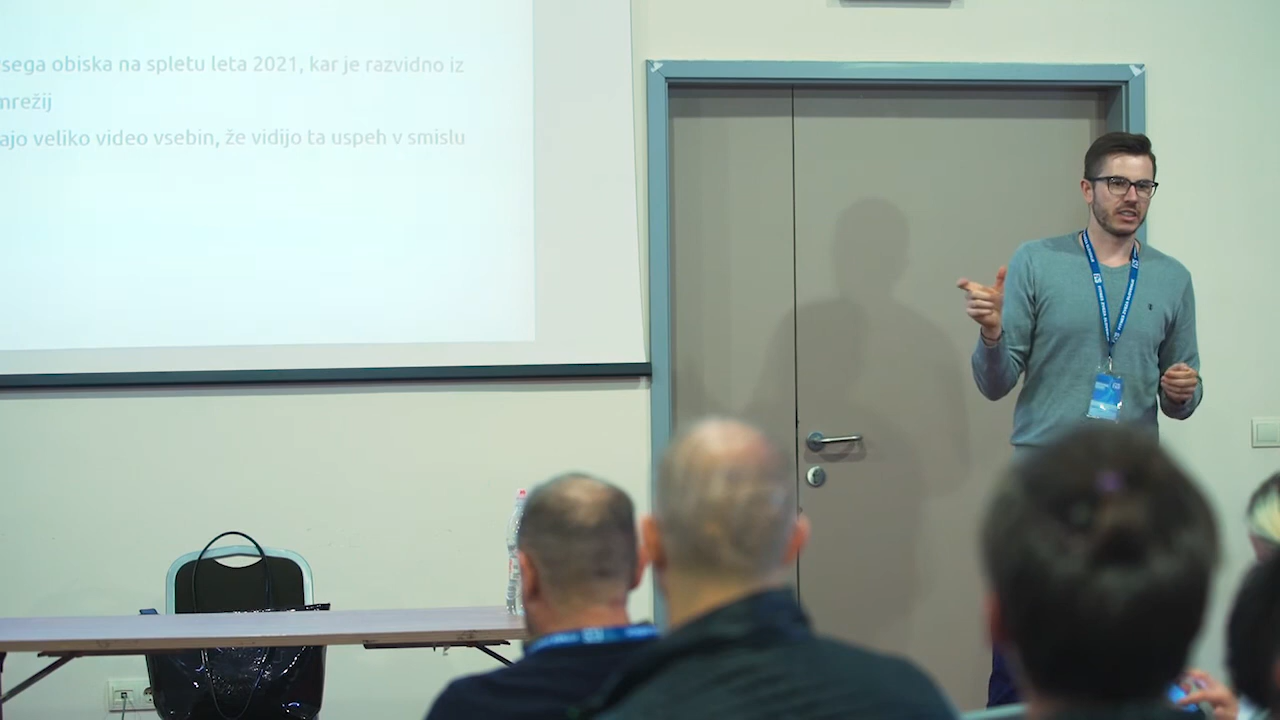 sega obiska na spletu leta 2021, kar je razvidno iz
mrežij
ajo veliko video vsebin, že vidijo ta uspeh v smislu